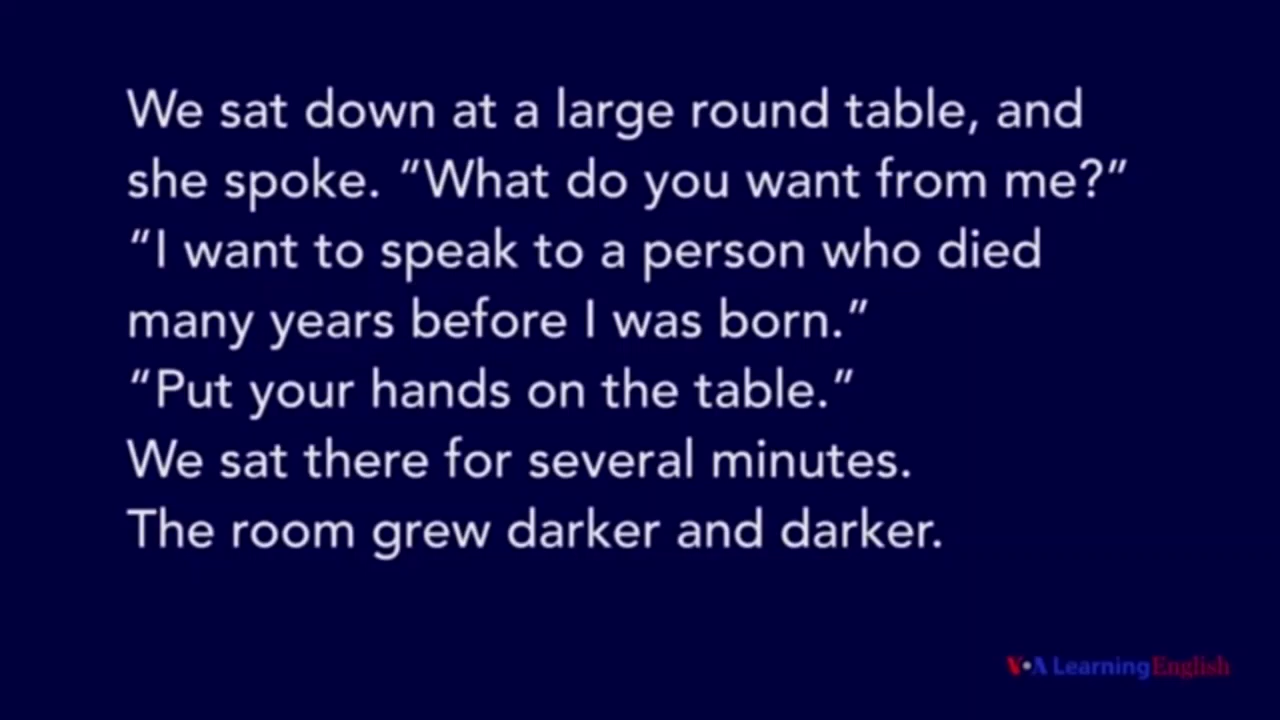 We sat down at a large round table, and
she spoke. “What do you want from me?”
“I want to speak to a person who died
many years before I was born.”
“Put your hands on the table.”
We sat there for several minutes.
The room grew darker and darker.
VOA Learning English